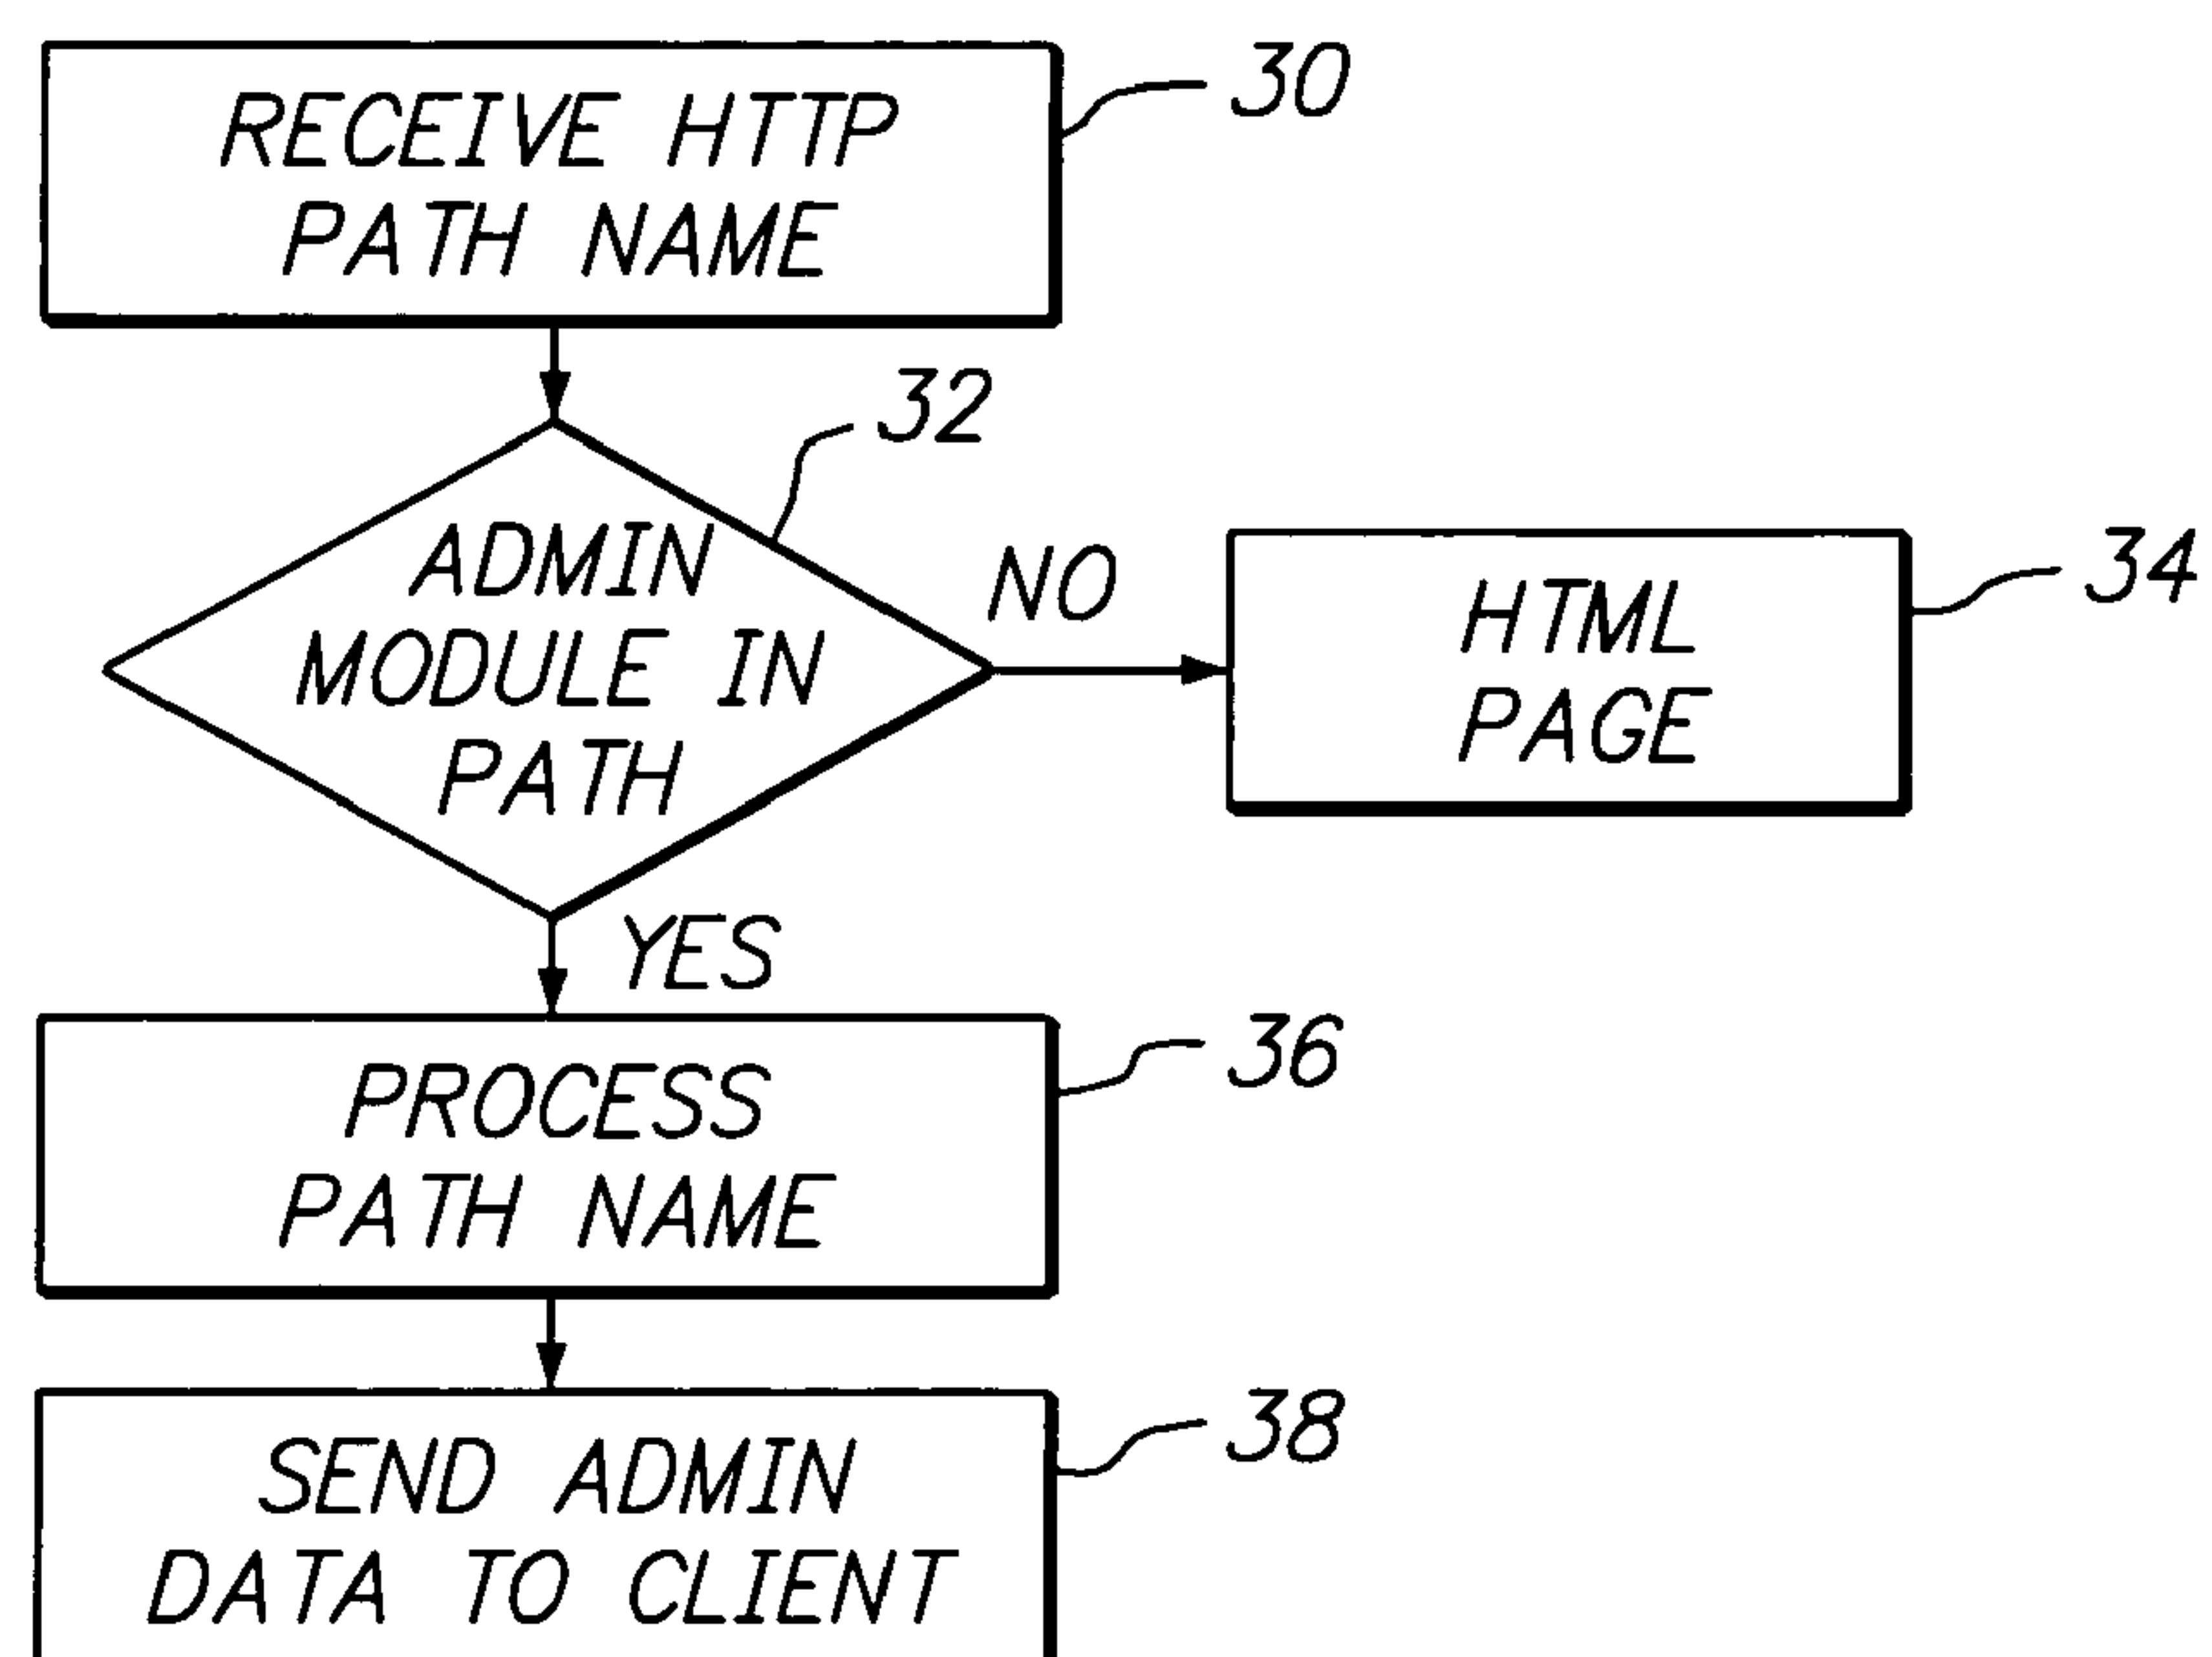 RECEIVE HTTP
PATH NAME
30
32
ADMIN
MODULE IN
PATH
NO
HTML
PAGE
34
YES
PROCESS
PATH NAME
36
SEND ADMIN
DATA TO CLIENT
38